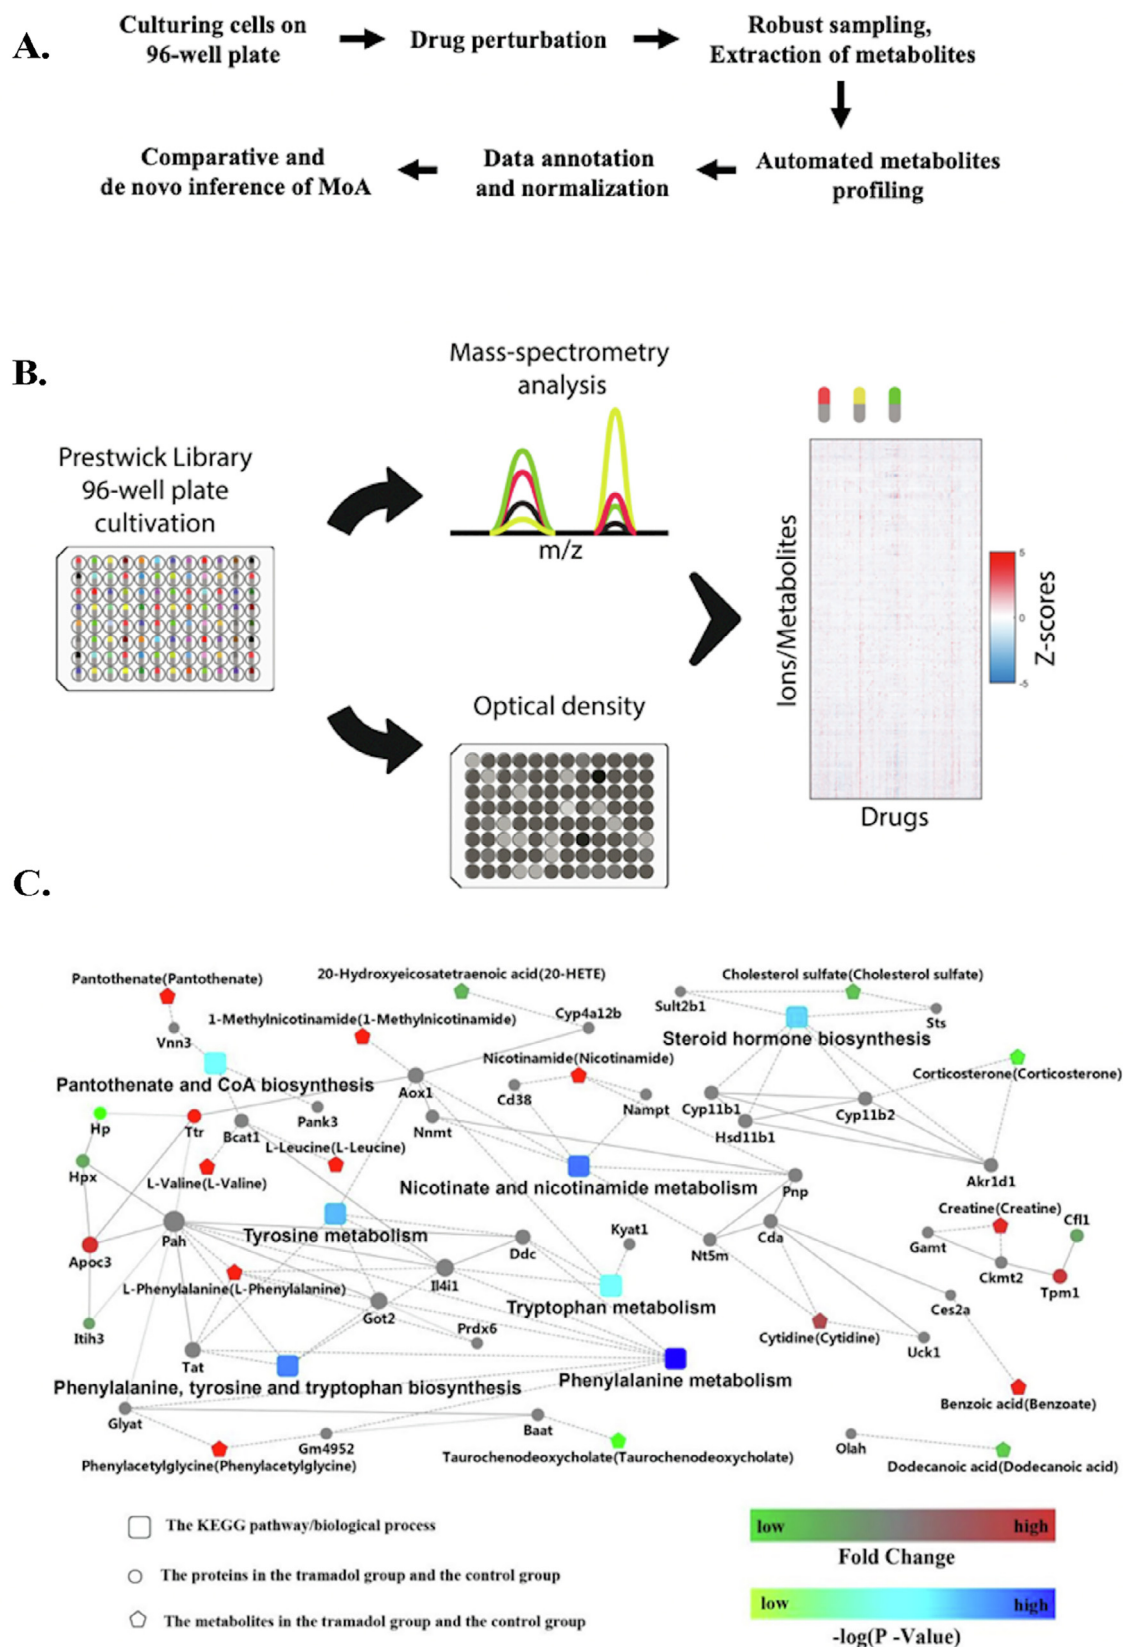 A.
Culturing cells on
96-well plate
Drug perturbation
Robust sampling,
Extraction of metabolites
Comparative and
de novo inference of MoA
Data annotation
and normalization
Automated metabolites
profiling
B.
Mass-spectrometry
analysis
Prestwick Library
96-well plate
cultivation
m/z
Optical density
Ions/Metabolites
5
0
-5
Z-scores
Drugs
C.
Pantothenate(Pantothenate)
20-Hydroxyeicosatetraenoic acid(20-HETE)
Cholesterol sulfate(Cholesterol sulfate)
Sult2b1
Sts
1-Methylnicotinamide(1-Methylnicotinamide)
Cyp4a12b
Vnn3
Steroid hormone biosynthesis
Nicotinamide(Nicotinamide)
Corticosterone(Corticosterone)
Pantothenate and CoA biosynthesis
Aox1
Cd38
Nampt
Cyp11b1
Cyp11b2
Hp
Ttr
Bcat1
Pank3
Nnmt
Hsd11b1
L-Leucine(L-Leucine)
Hpx
L-Valine(L-Valine)
Nicotinate and nicotinamide metabolism
Pnp
Akr1d1
Creatine(Creatine)
Cfl1
Pah
Tyrosine metabolism
Kyat1
Ddc
Nt5m
Cda
Gamt
Apoc3
L-Phenylalanine(L-Phenylalanine)
Il4i1
Ckmt2
Tpm1
Tryptophan metabolism
Ces2a
Itih3
Got2
Prdx6
Cytidine(Cytidine)
Uck1
Tat
Phenylalanine, tyrosine and tryptophan biosynthesis
Phenylalanine metabolism
Benzoic acid(Benzoate)
Glyat
Gm4952
Baat
Olah
Phenylacetylglycine(Phenylacetylglycine)
Taurochenodeoxycholate(Taurochenodeoxycholate)
Dodecanoic acid(Dodecanoic acid)
The KEGG pathway/biological process
The proteins in the tramadol group and the control group
The metabolites in the tramadol group and the control group
low
high
Fold Change
low
high
-log(P -Value)